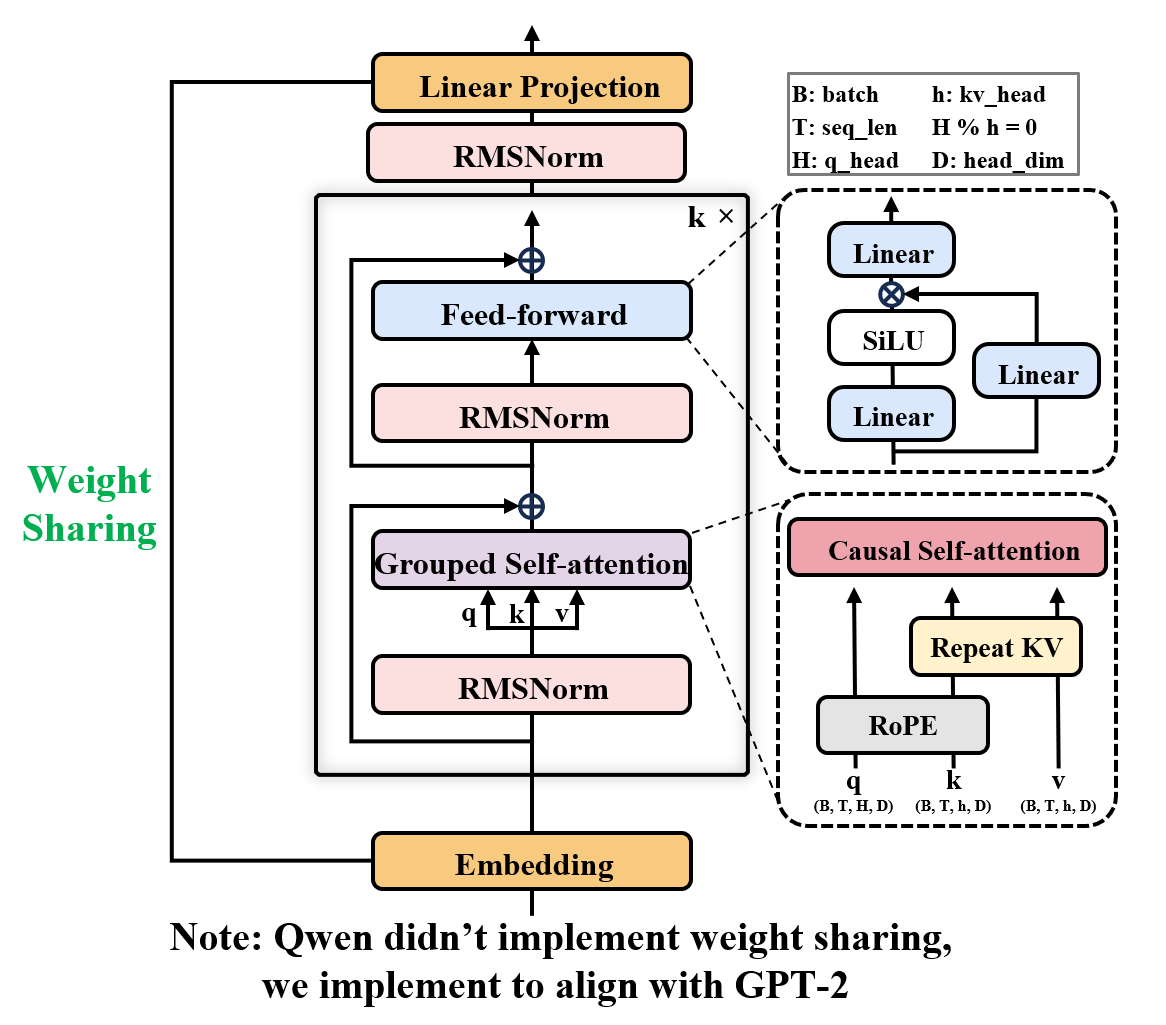 Linear Projection
RMSNorm
k ×
Feed-forward
RMSNorm
Grouped Self-attention
q k v
RMSNorm
Embedding
Weight
Sharing
B: batch h: kv_head
T: seq_len H % h = 0
H: q_head D: head_dim
Linear
SiLU
Linear
Linear
Causal Self-attention
Repeat KV
RoPE
q k v
(B, T, H, D) (B, T, h, D) (B, T, h, D)
Note: Qwen didn’t implement weight sharing,
we implement to align with GPT-2